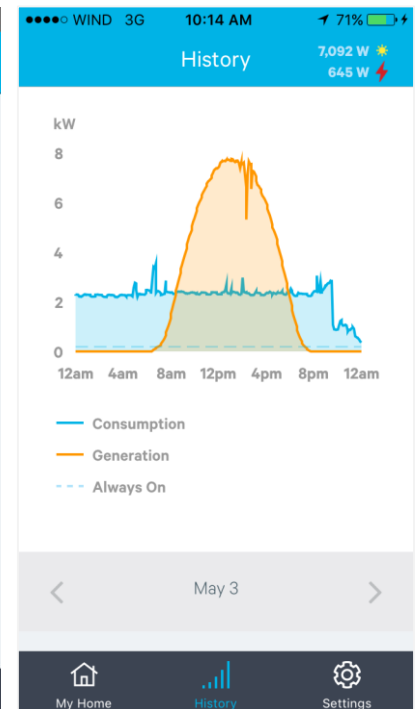 WIND 3G 10:14 AM 71%
History
7,092 W
645 W
kW
8
6
4
2
0
12am 4am 8am 12pm 4pm 8pm 12am
Consumption
Generation
Always On
May 3
My Home History Settings